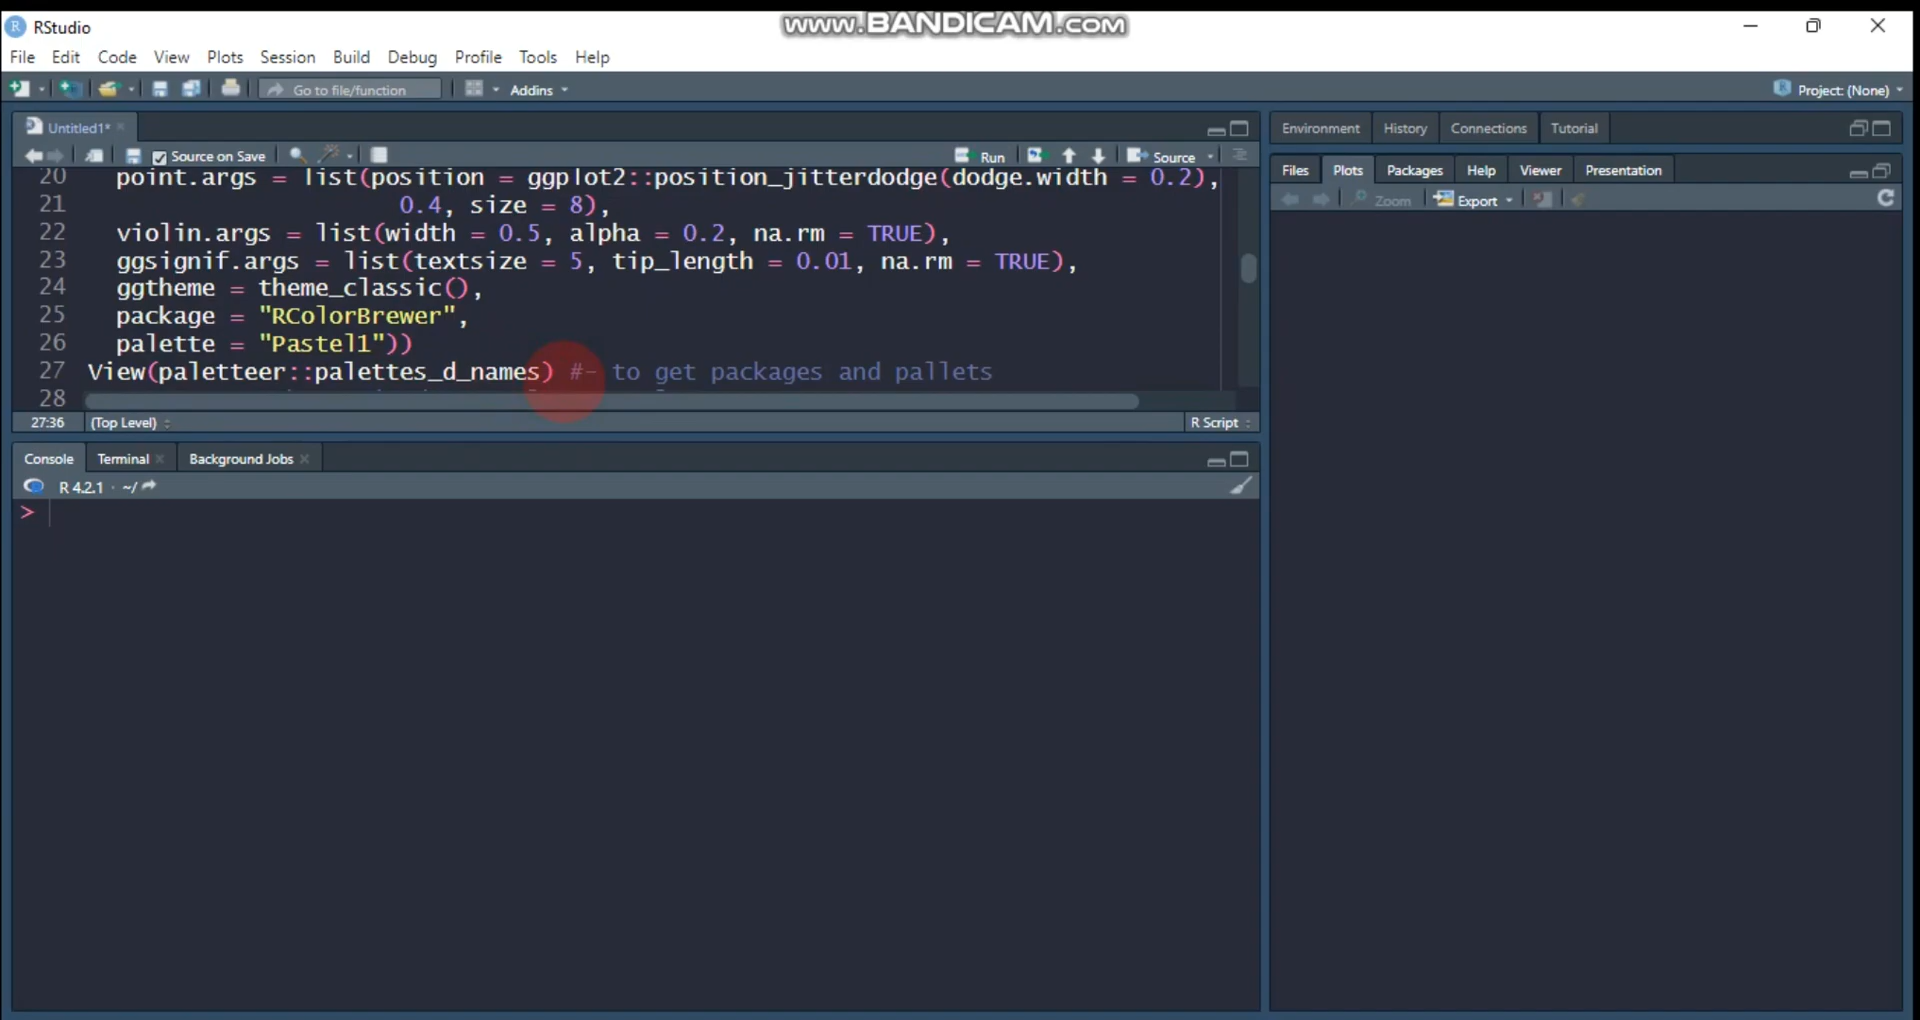 www.BANDICAM.com
RStudio
File Edit Code View Plots Session Build Debug Profile Tools Help
Go to file/function Addins Project: (None)
Untitled1*
Environment History Connections Tutorial
Source on Save Run Source
Files Plots Packages Help Viewer Presentation
Zoom Export
20 point.args = list(position = ggplot2::position_jitterdodge(dodge.width = 0.2),
21 0.4, size = 8),
22 violin.args = list(width = 0.5, alpha = 0.2, na.rm = TRUE),
23 ggsignif.args = list(textsize = 5, tip_length = 0.01, na.rm = TRUE),
24 ggtheme = theme_classic(),
25 package = "RColorBrewer",
26 palette = "Pastel1"))
27 View(paletteer::palettes_d_names) #- to get packages and pallets
28
27:36 (Top Level) R Script
Console Terminal Background Jobs
R 4.2.1 · ~/
>